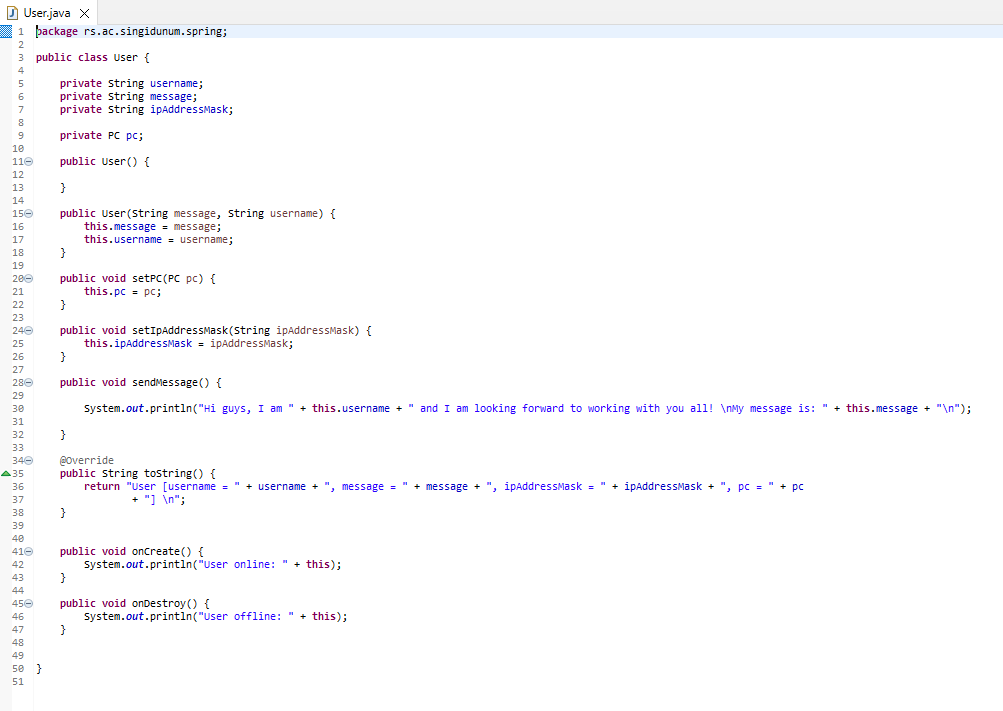 User.java
1 package rs.ac.singidunum.spring;
2
3 public class User {
4
5 private String username;
6 private String message;
7 private String ipAddressMask;
8
9 private PC pc;
10
11 public User() {
12
13 }
14
15 public User(String message, String username) {
16 this.message = message;
17 this.username = username;
18 }
19
20 public void setPC(PC pc) {
21 this.pc = pc;
22 }
23
24 public void setIpAddressMask(String ipAddressMask) {
25 this.ipAddressMask = ipAddressMask;
26 }
27
28 public void sendMessage() {
29
30 System.out.println("Hi guys, I am " + this.username + " and I am looking forward to working with you all! \nMy message is: " + this.message + "\n");
31
32 }
33
34 @Override
35 public String toString() {
36 return "User [username = " + username + ", message = " + message + ", ipAddressMask = " + ipAddressMask + ", pc = " + pc
37 + "] \n";
38 }
39
40
41 public void onCreate() {
42 System.out.println("User online: " + this);
43 }
44
45 public void onDestroy() {
46 System.out.println("User offline: " + this);
47 }
48
49
50 }
51